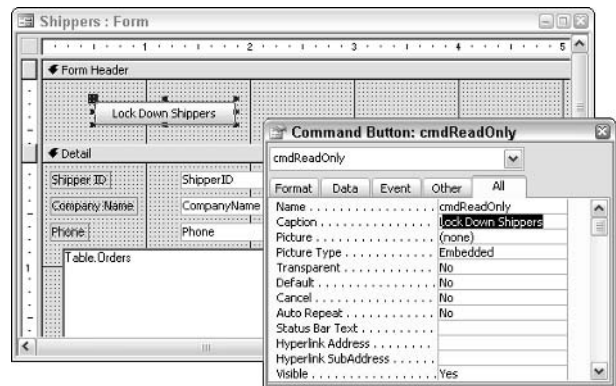 Shippers : Form
1 2 3 4 5
Form Header
Lock Down Shippers
Detail
Shipper ID ShipperID
Company Name CompanyName
Phone Phone
Table.Orders
1
Command Button: cmdReadOnly
cmdReadOnly
Format Data Event Other All
Name . . . . . . . . . . . . . . . . . . cmdReadOnly
Caption . . . . . . . . . . . . . . . . . Lock Down Shippers
Picture . . . . . . . . . . . . . . . . . (none)
Picture Type . . . . . . . . . . . . . Embedded
Transparent . . . . . . . . . . . . . No
Default . . . . . . . . . . . . . . . . . No
Cancel . . . . . . . . . . . . . . . . . . No
Auto Repeat . . . . . . . . . . . . . No
Status Bar Text . . . . . . . . .
Hyperlink Address . . . . . . . .
Hyperlink SubAddress . . . . . .
Visible . . . . . . . . . . . . . . . . . . Yes